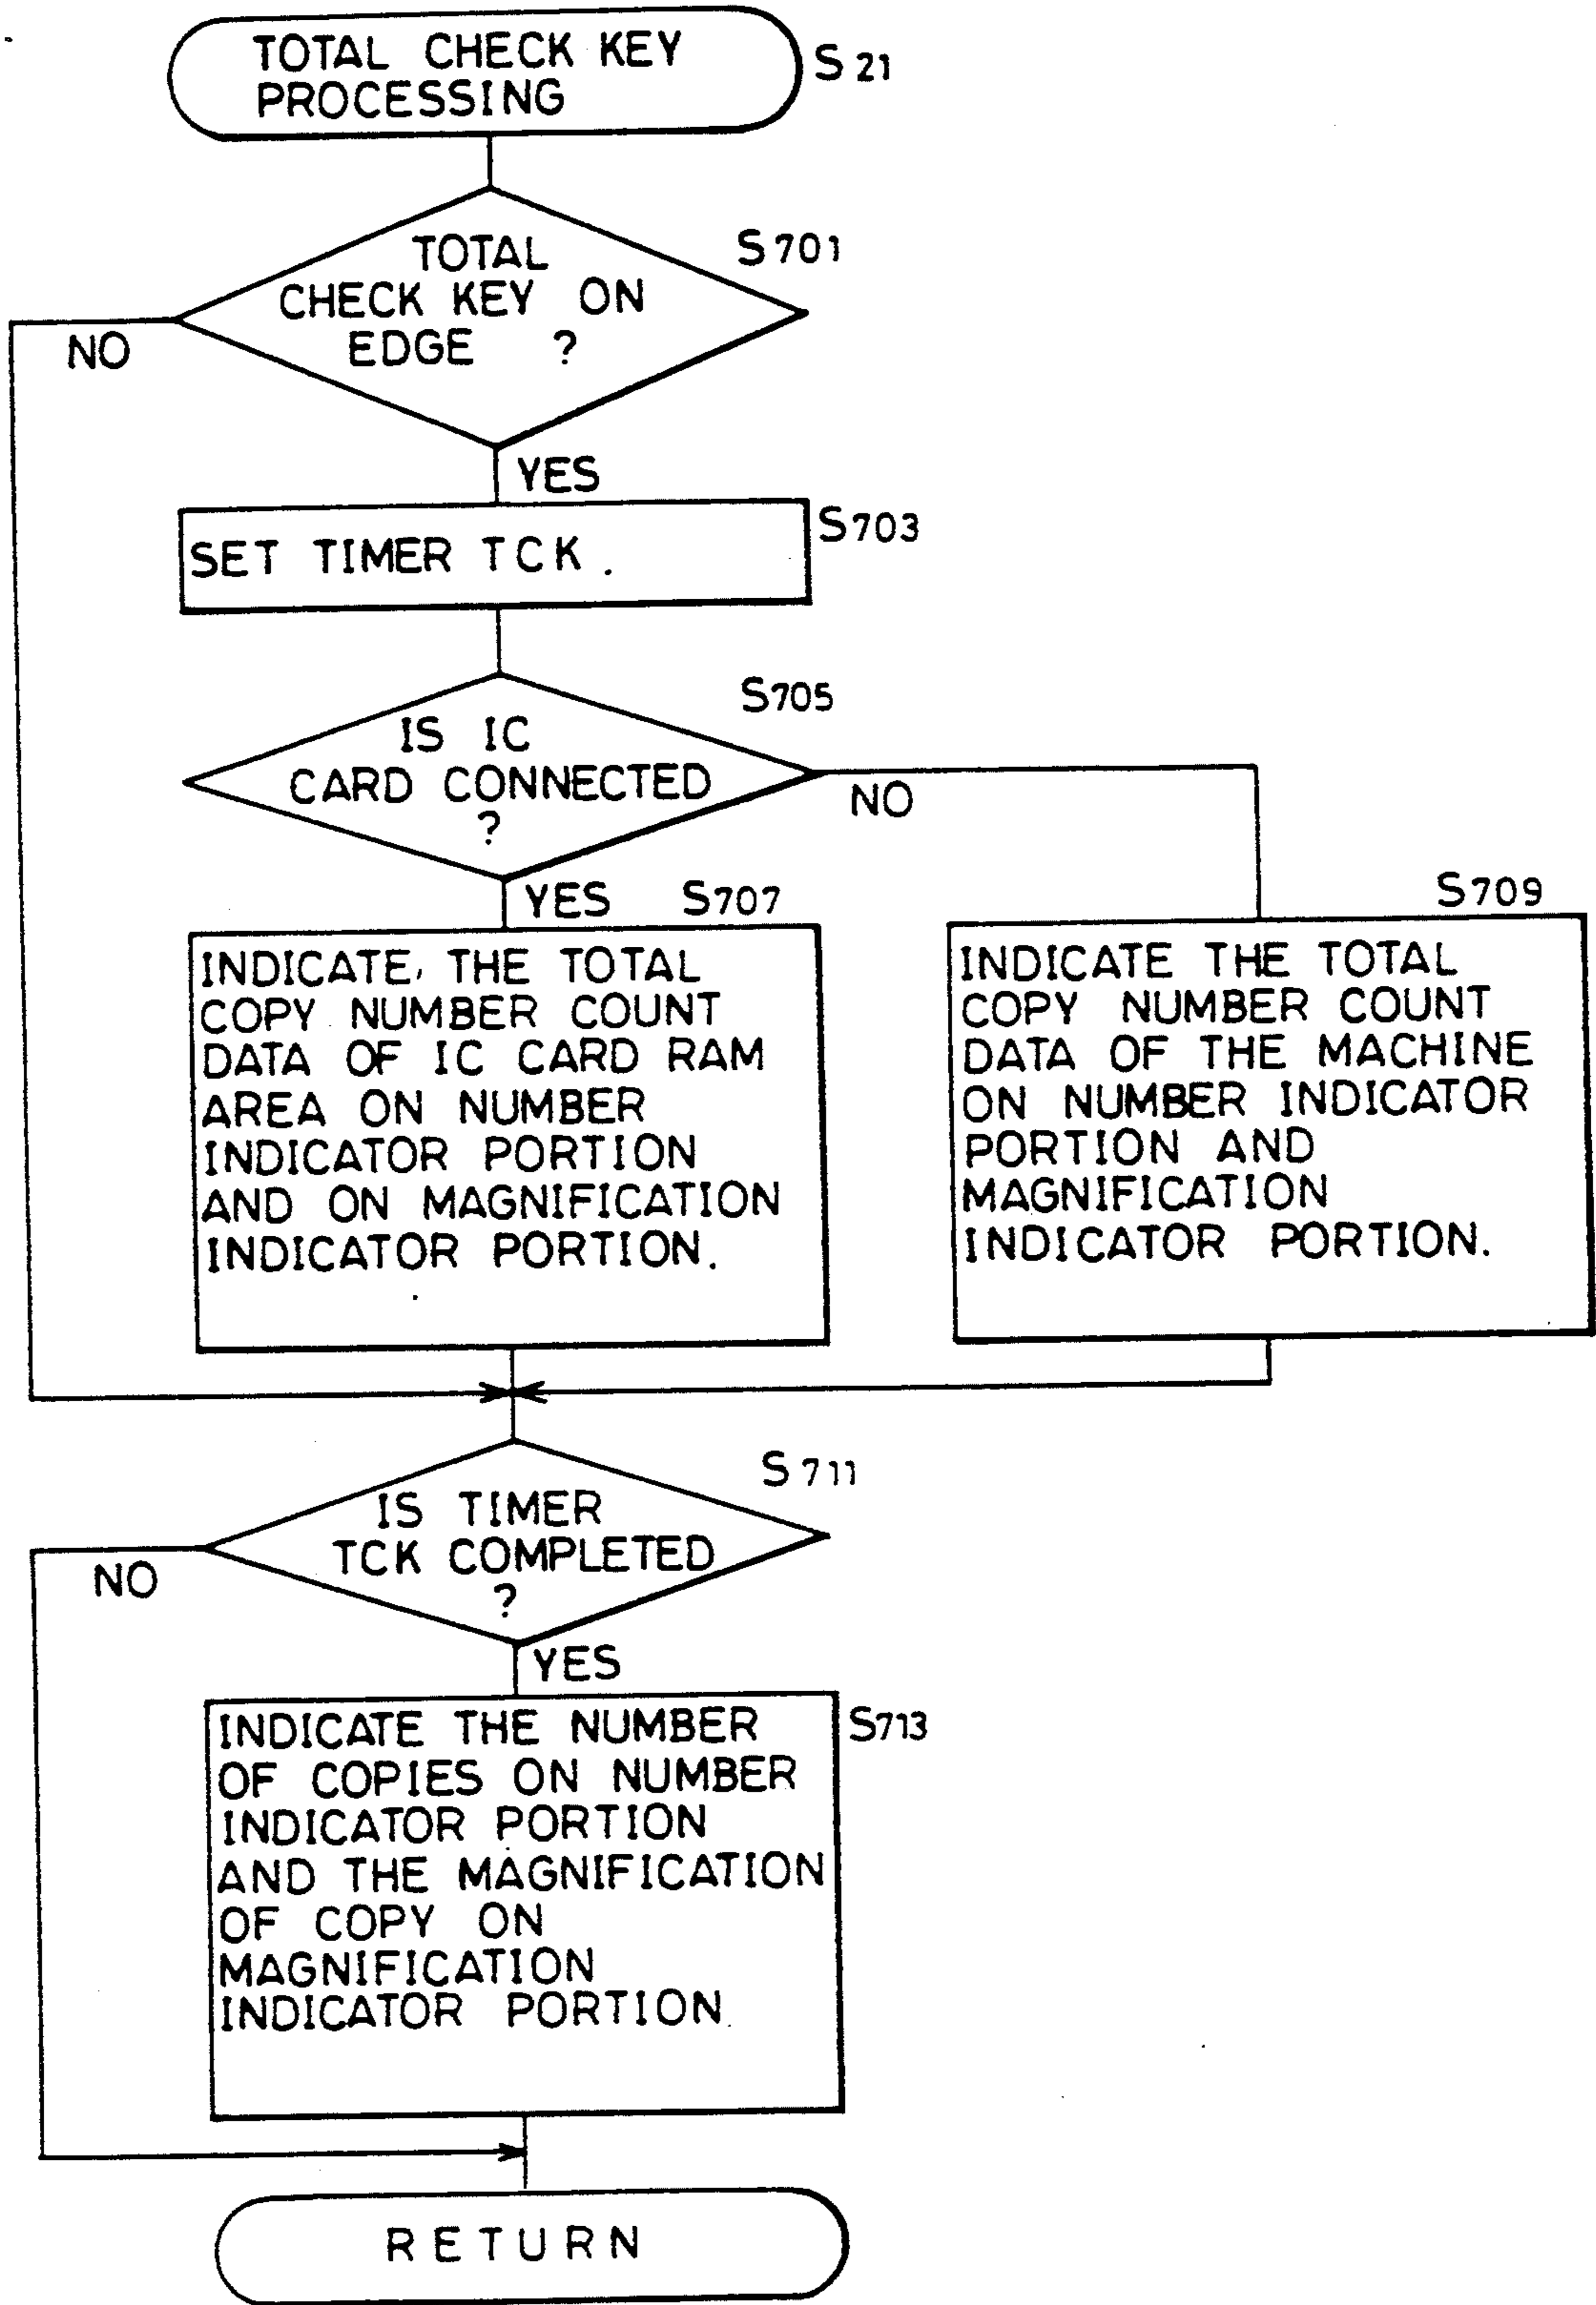 TOTAL CHECK KEY
PROCESSING
S21
TOTAL
CHECK KEY ON
EDGE ?
S701
NO
YES
SET TIMER TCK.
S703
IS IC
CARD CONNECTED
?
S705
NO
YES
S707
INDICATE, THE TOTAL
COPY NUMBER COUNT
DATA OF IC CARD RAM
AREA ON NUMBER
INDICATOR PORTION
AND ON MAGNIFICATION
INDICATOR PORTION.
S709
INDICATE THE TOTAL
COPY NUMBER COUNT
DATA OF THE MACHINE
ON NUMBER INDICATOR
PORTION AND
MAGNIFICATION
INDICATOR PORTION.
IS TIMER
TCK COMPLETED
?
S711
NO
YES
INDICATE THE NUMBER
OF COPIES ON NUMBER
INDICATOR PORTION
AND THE MAGNIFICATION
OF COPY ON
MAGNIFICATION
INDICATOR PORTION
S713
RETURN